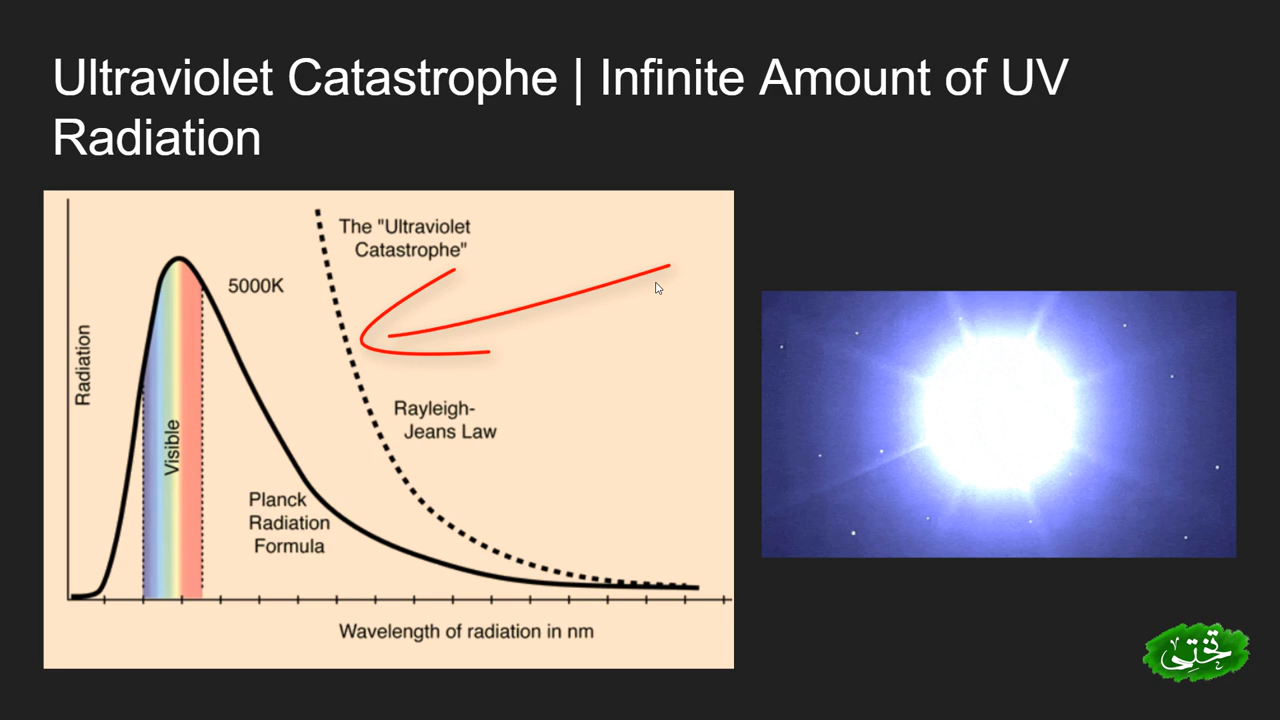 Ultraviolet Catastrophe | Infinite Amount of UV
Radiation
The "Ultraviolet
Catastrophe"
5000K
Radiation
Visible
Rayleigh-
Jeans Law
Planck
Radiation
Formula
Wavelength of radiation in nm
تختی